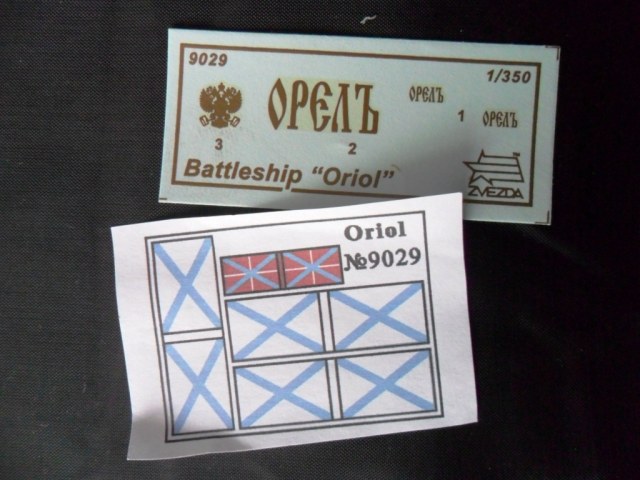 9029
1/350
ОРЕЛЪ
ОРЕЛЪ
1
ОРЕЛЪ
3
2
Battleship "Oriol"
ZVEZDA
Oriol
№9029